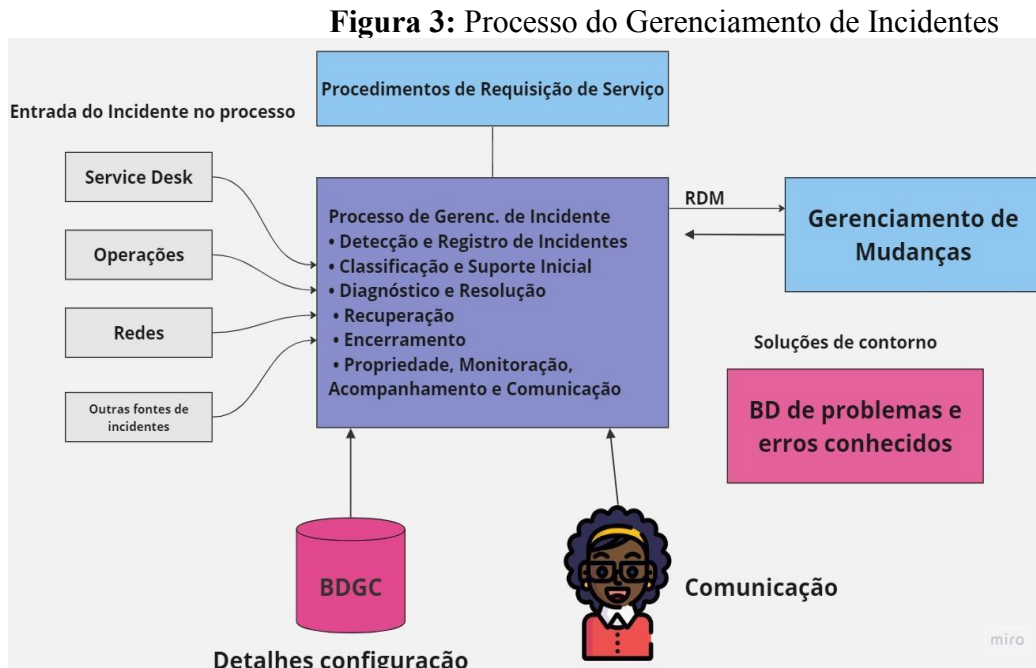 Figura 3: Processo do Gerenciamento de Incidentes
Procedimentos de Requisição de Serviço
Entrada do Incidente no processo
Service Desk
Operações
Redes
Outras fontes de
incidentes
Processo de Gerenc. de Incidente
• Detecção e Registro de Incidentes
• Classificação e Suporte Inicial
• Diagnóstico e Resolução
• Recuperação
• Encerramento
• Propriedade, Monitoração,
Acompanhamento e Comunicação
RDM
Gerenciamento de
Mudanças
Soluções de contorno
BD de problemas e
erros conhecidos
BDGC
Detalhes configuração
Comunicação
miro